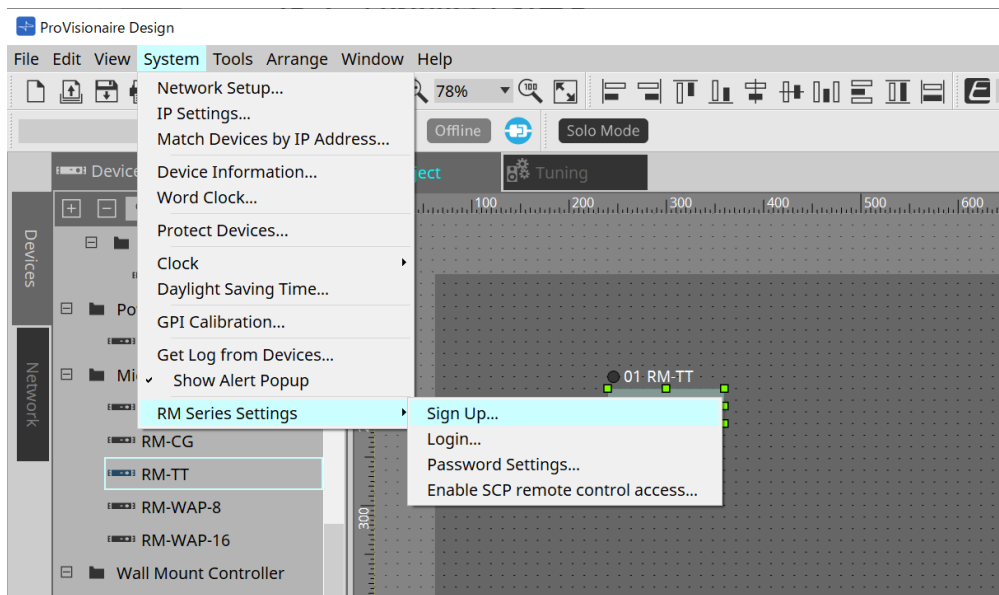 ProVisionaire Design
File Edit View System Tools Arrange Window Help
78%
100
Network Setup...
IP Settings...
Match Devices by IP Address...
Device Information...
Word Clock...
Protect Devices...
Clock
Daylight Saving Time...
GPI Calibration...
Get Log from Devices...
Show Alert Popup
RM Series Settings
Sign Up...
Login...
Password Settings...
Enable SCP remote control access...
Offline
Solo Mode
Device
ject
Tuning
100 200 300 400 500 600
Devices
Network
Po
Mi
RM-CG
RM-TT
RM-WAP-8
RM-WAP-16
Wall Mount Controller
01 RM-TT
300